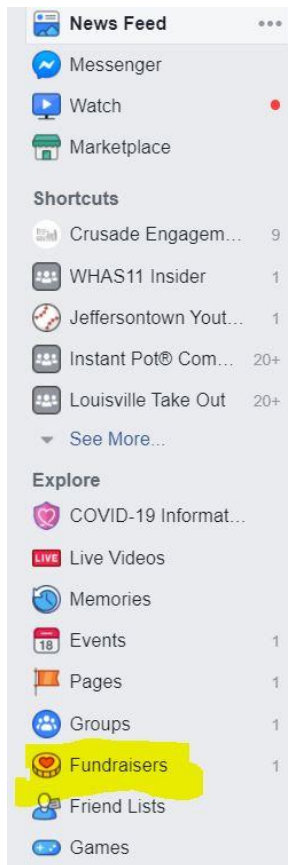 News Feed
Messenger
Watch
Marketplace
Shortcuts
Crusade Engagem... 9
WHAS11 Insider 1
Jeffersontown Yout... 1
Instant Pot® Com... 20+
Louisville Take Out 20+
See More...
Explore
COVID-19 Informat...
LIVE Live Videos
Memories
18 Events 1
Pages 1
Groups 1
Fundraisers 1
Friend Lists
Games